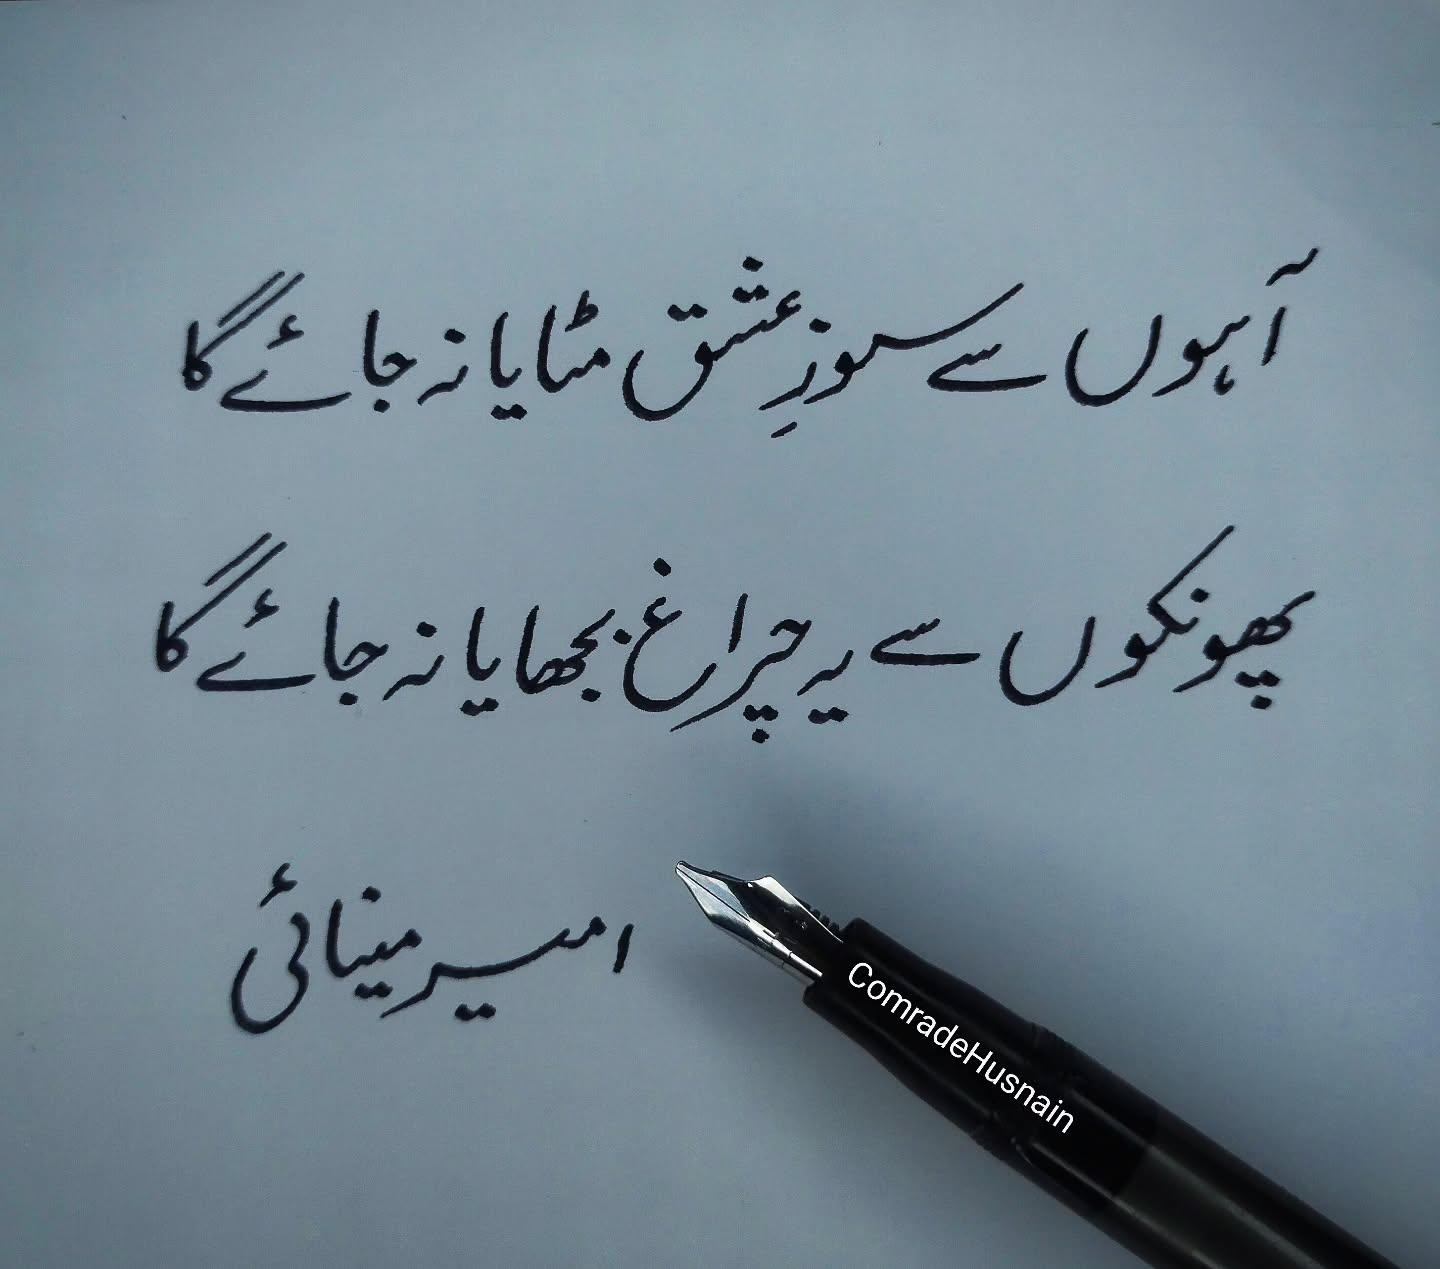 آہوں سے سوزِ عشق مٹایا نہ جائے گا
پھونکوں سے یہ چراغ بجھایا نہ جائے گا
امیر مینائی
ComradeHusnain